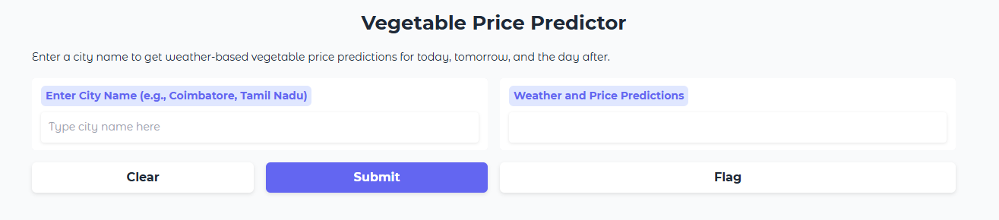 Vegetable Price Predictor
Enter a city name to get weather-based vegetable price predictions for today, tomorrow, and the day after.
Enter City Name (e.g., Coimbatore, Tamil Nadu)
Type city name here
Weather and Price Predictions
Clear
Submit
Flag